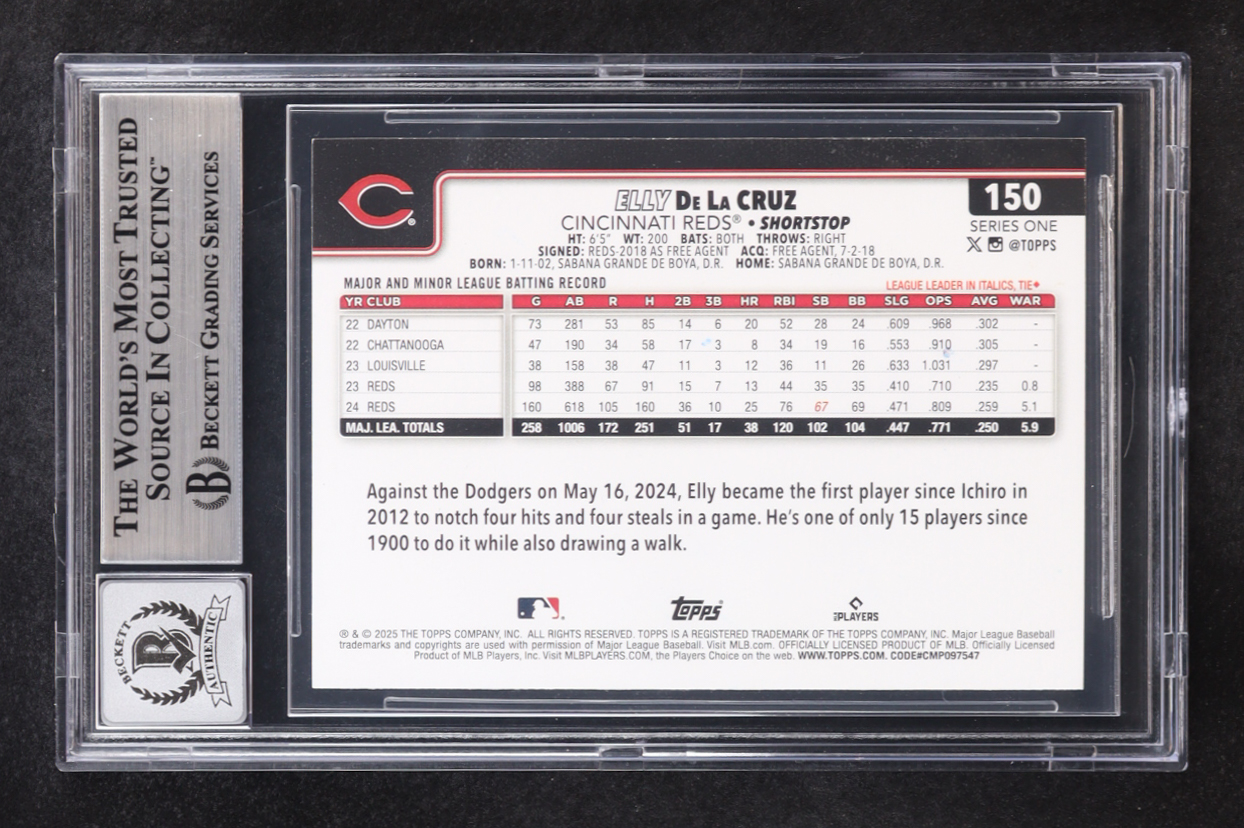 THE WORLD'S MOST TRUSTED
SOURCE IN COLLECTING™
BECKETT GRADING SERVICES
BECKETT
AUTHENTIC
150
SERIES ONE
@TOPPS
ELLY DE LA CRUZ
CINCINNATI REDS® • SHORTSTOP
HT: 6'5" WT: 200 BATS: BOTH THROWS: RIGHT
SIGNED: REDS-2018 AS FREE AGENT ACQ: FREE AGENT, 7-2-18
BORN: 1-11-02, SABANA GRANDE DE BOYA, D.R. HOME: SABANA GRANDE DE BOYA, D.R.
MAJOR AND MINOR LEAGUE BATTING RECORD LEAGUE LEADER IN ITALICS, TIE♦
YR CLUB G AB R H 2B 3B HR RBI SB BB SLG OPS AVG WAR
22 DAYTON 73 281 53 85 14 6 20 52 28 24 .609 .968 .302 -
22 CHATTANOOGA 47 190 34 58 17 3 8 34 19 16 .553 .910 .305 -
23 LOUISVILLE 38 158 38 47 11 3 12 36 11 26 .633 1.031 .297 -
23 REDS 98 388 67 91 15 7 13 44 35 35 .410 .710 .235 0.8
24 REDS 160 618 105 160 36 10 25 76 67 69 .471 .809 .259 5.1
MAJ. LEA. TOTALS 258 1006 172 251 51 17 38 120 102 104 .447 .771 .250 5.9
Against the Dodgers on May 16, 2024, Elly became the first player since Ichiro in
2012 to notch four hits and four steals in a game. He's one of only 15 players since
1900 to do it while also drawing a walk.
TOPPS®
PLAYERS
® & © 2025 THE TOPPS COMPANY, INC. ALL RIGHTS RESERVED. TOPPS IS A REGISTERED TRADEMARK OF THE TOPPS COMPANY, INC. Major League Baseball
trademarks and copyrights are used with permission of Major League Baseball. Visit MLB.com. OFFICIALLY LICENSED PRODUCT OF MLB. Officially Licensed
Product of MLB Players, Inc. Visit MLBPLAYERS.COM, the Players Choice on the web. WWW.TOPPS.COM. CODE#CMP097547